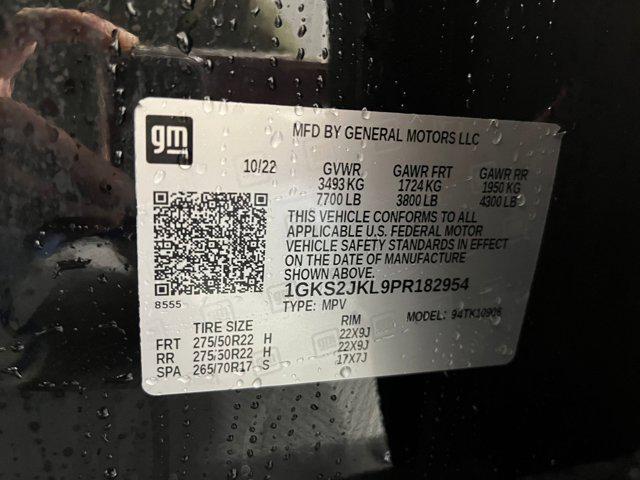 gm
MFD BY GENERAL MOTORS LLC
10/22 GVWR GAWR FRT GAWR RR
3493 KG 1724 KG 1950 KG
7700 LB 3800 LB 4300 LB
THIS VEHICLE CONFORMS TO ALL
APPLICABLE U.S. FEDERAL MOTOR
VEHICLE SAFETY STANDARDS IN EFFECT
ON THE DATE OF MANUFACTURE
SHOWN ABOVE.
8555
1GKS2JKL9PR182954
TYPE: MPV MODEL: 94TK10906
TIRE SIZE RIM
FRT 275/50R22 H 22X9J
RR 275/50R22 H 22X9J
SPA 265/70R17 S 17X7J